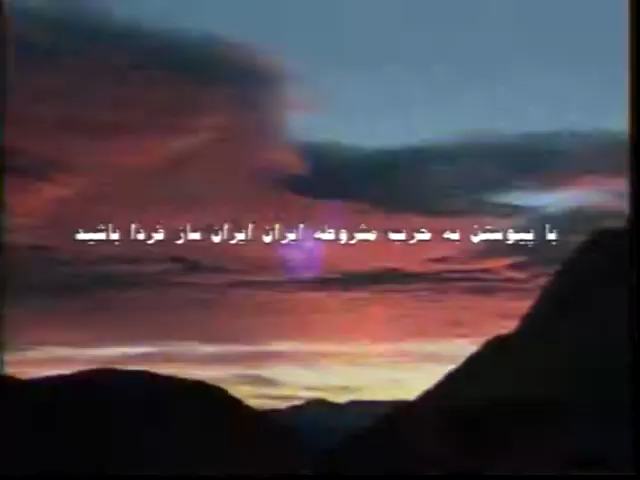 با پیوستن به حزب مشروطه ایران ایران ساز فردا باشید